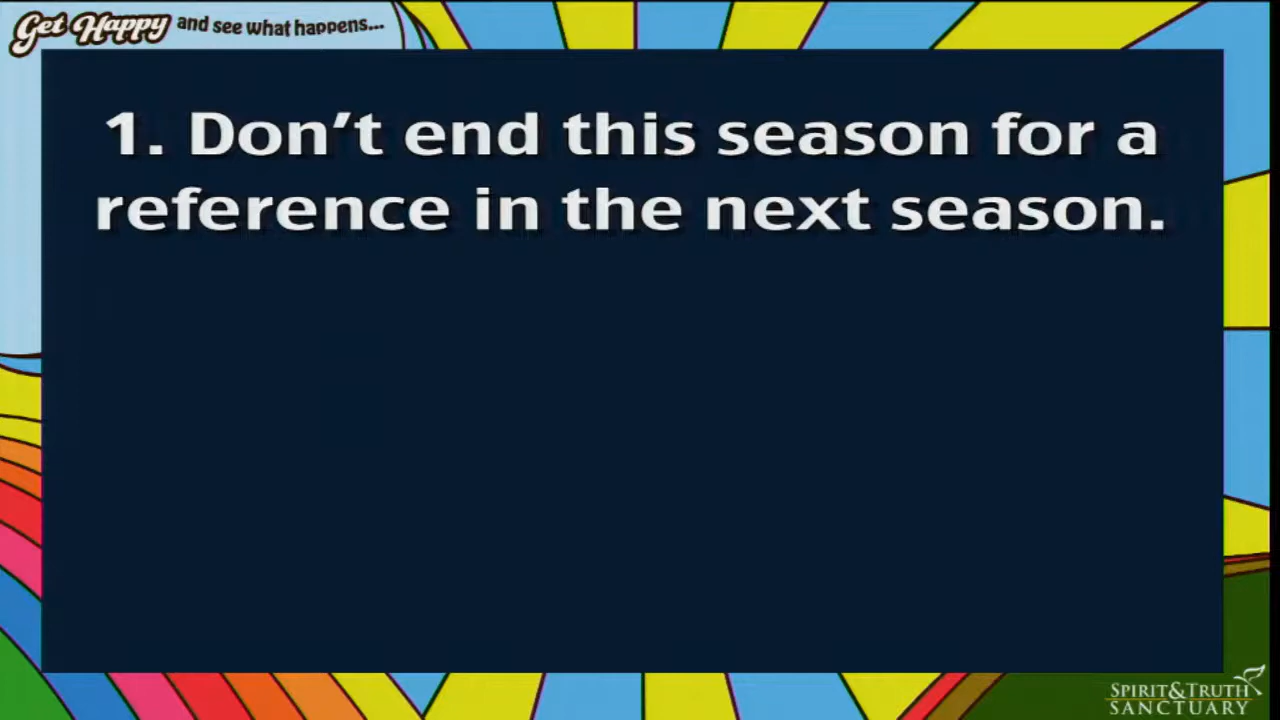 Get Happy and see what happens...
1. Don't end this season for a
reference in the next season.
SPIRIT&TRUTH
SANCTUARY